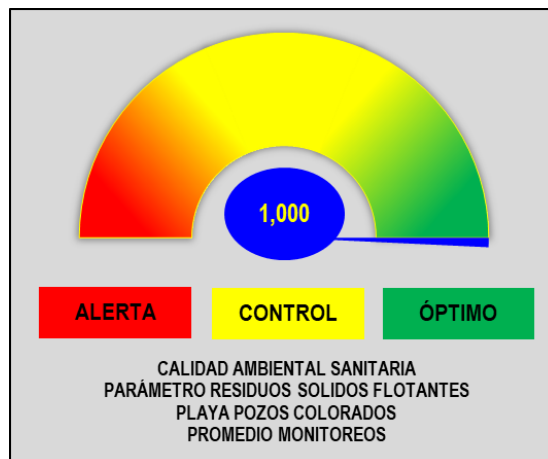 1,000
ALERTA
CONTROL
ÓPTIMO
CALIDAD AMBIENTAL SANITARIA
PARÁMETRO RESIDUOS SOLIDOS FLOTANTES
PLAYA POZOS COLORADOS
PROMEDIO MONITOREOS